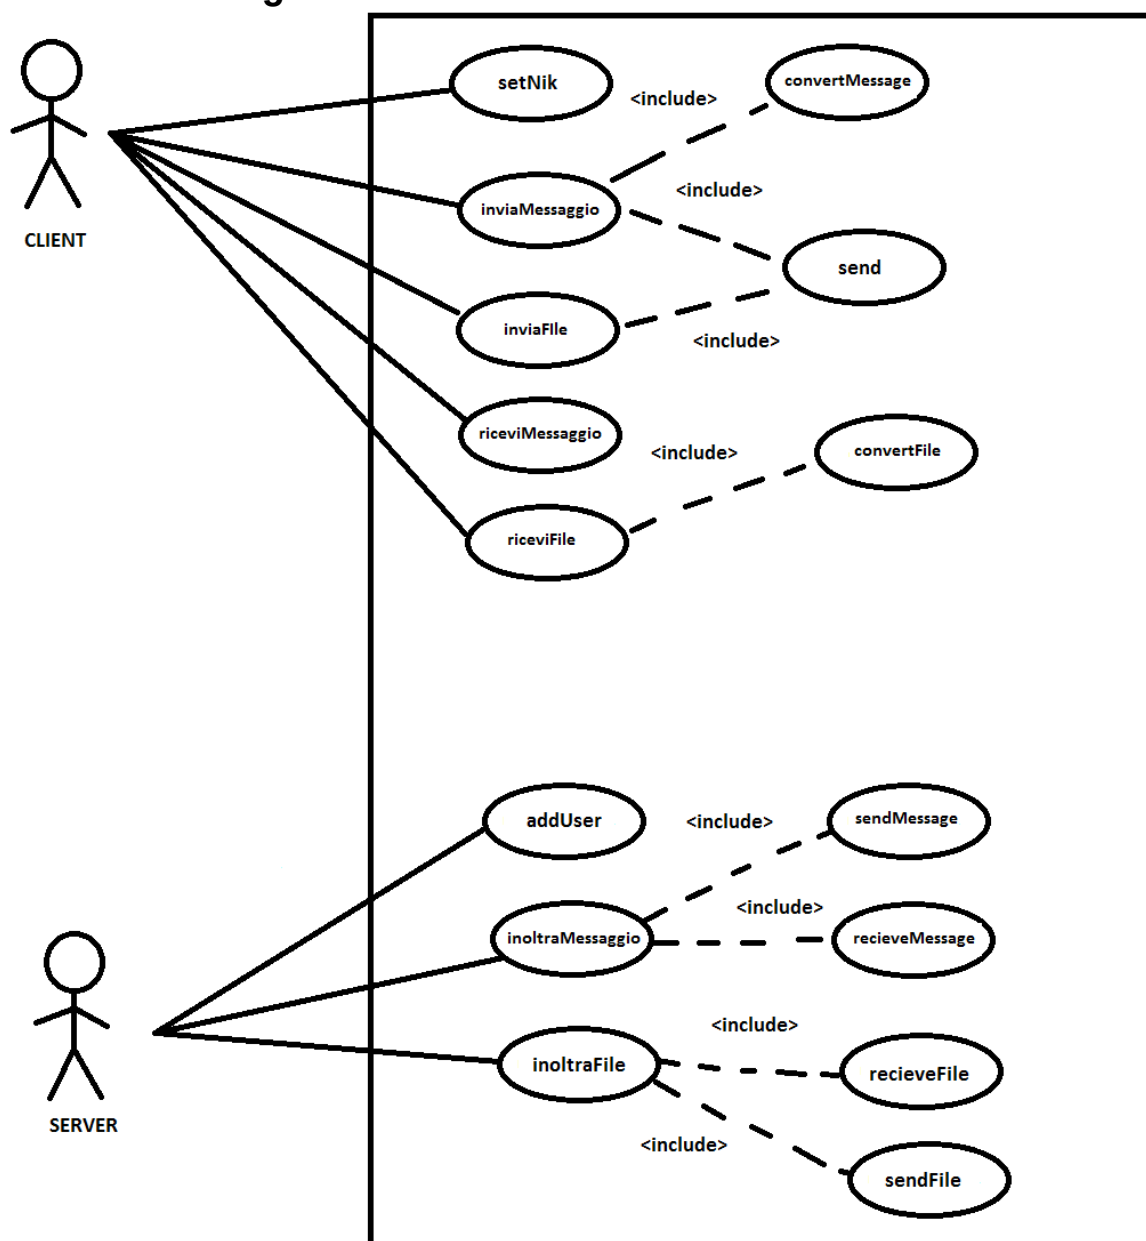 setNik
convertMessage
<include>
<include>
inviaMessaggio
CLIENT
send
inviaFIle
<include>
riceviMessaggio
<include>
convertFile
riceviFile
addUser
<include>
sendMessage
<include>
inoltraMessaggio
recieveMessage
<include>
inoltraFile
recieveFile
SERVER
<include>
sendFile